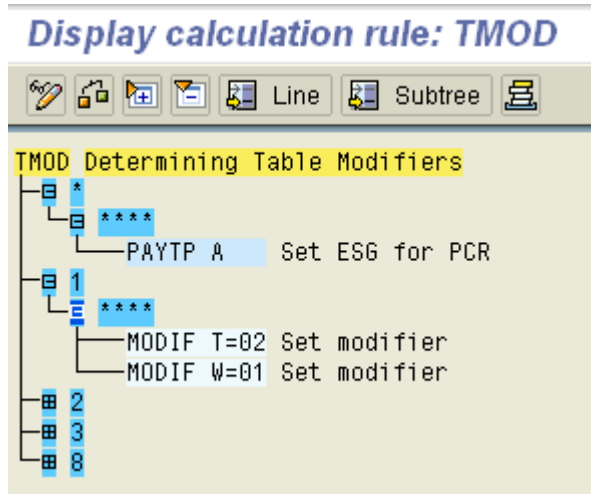 Display calculation rule: TMOD
Line Subtree
TMOD Determining Table Modifiers
*
****
PAYTP A Set ESG for PCR
1
****
MODIF T=02 Set modifier
MODIF W=01 Set modifier
2
3
8